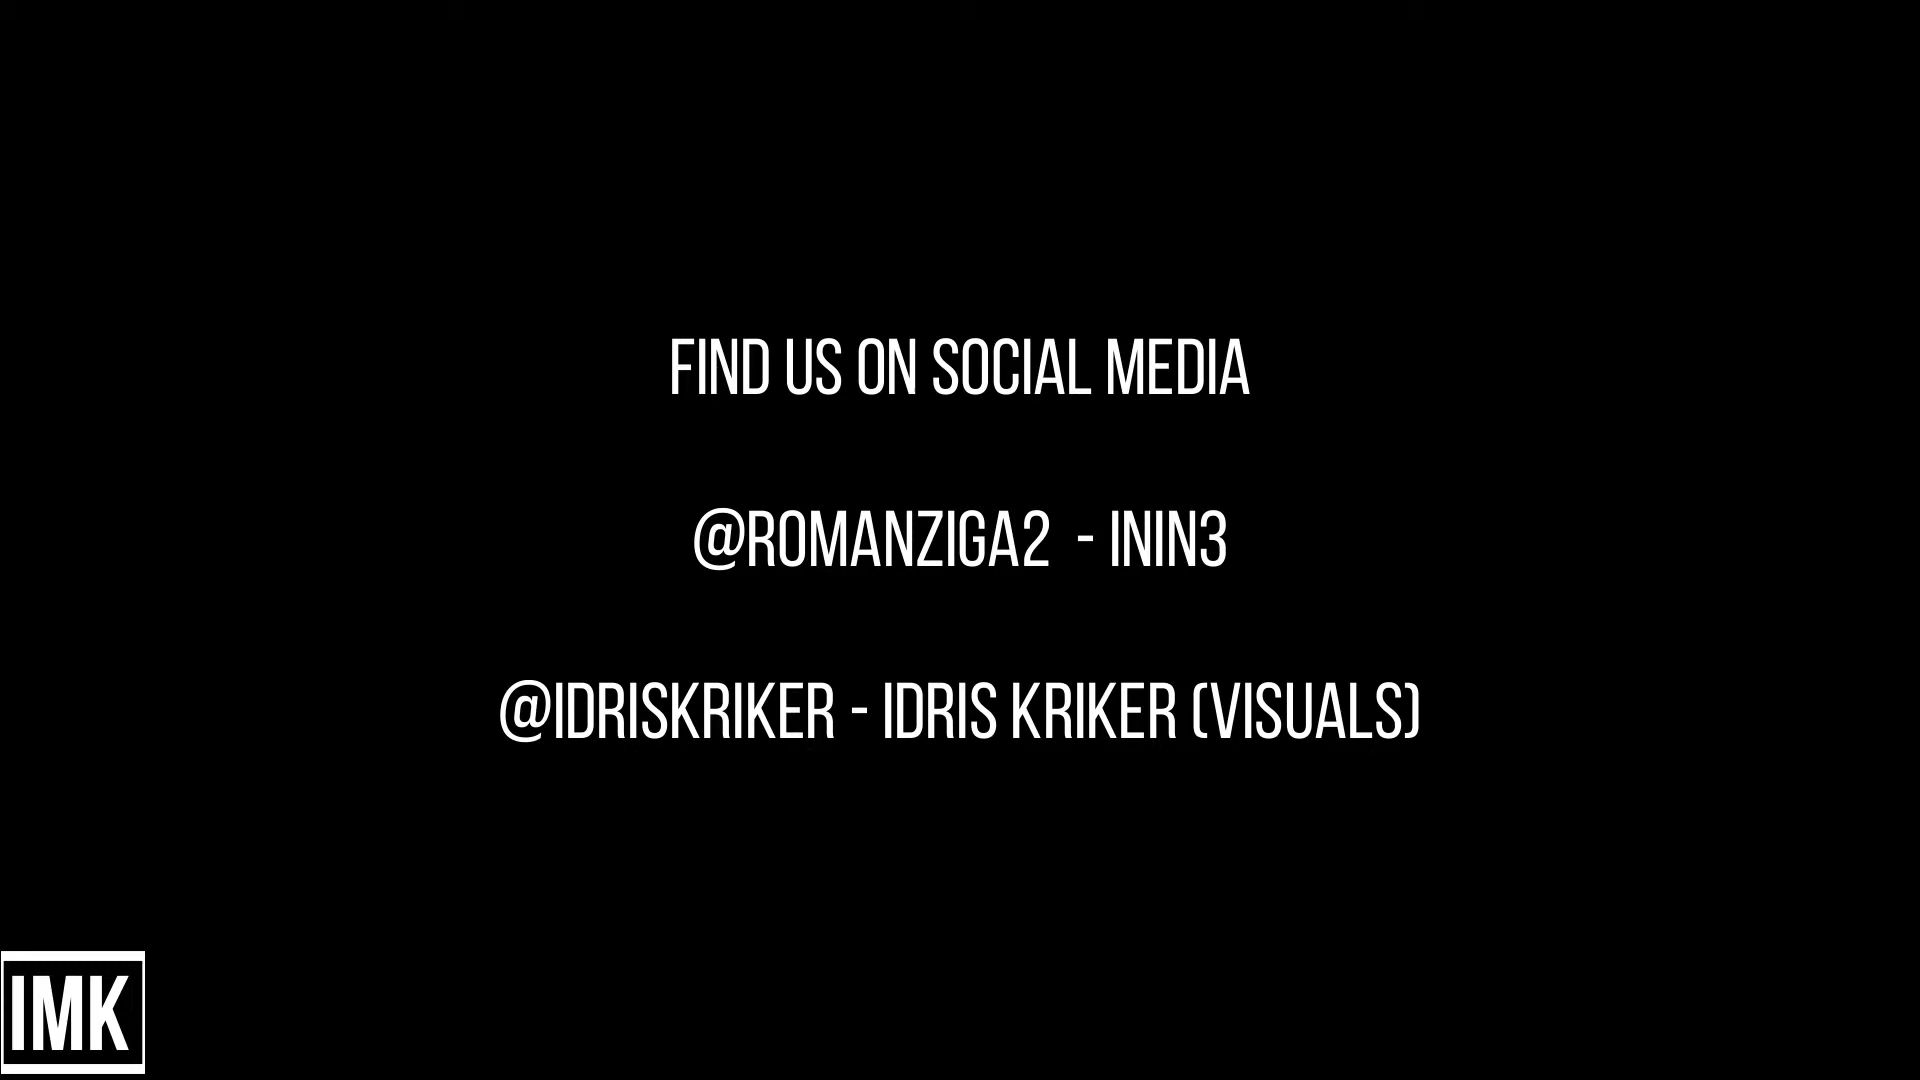 FIND US ON SOCIAL MEDIA
@ROMANZIGA2 - ININ3
@IDRISKRIKER - IDRIS KRIKER (VISUALS)
IMK